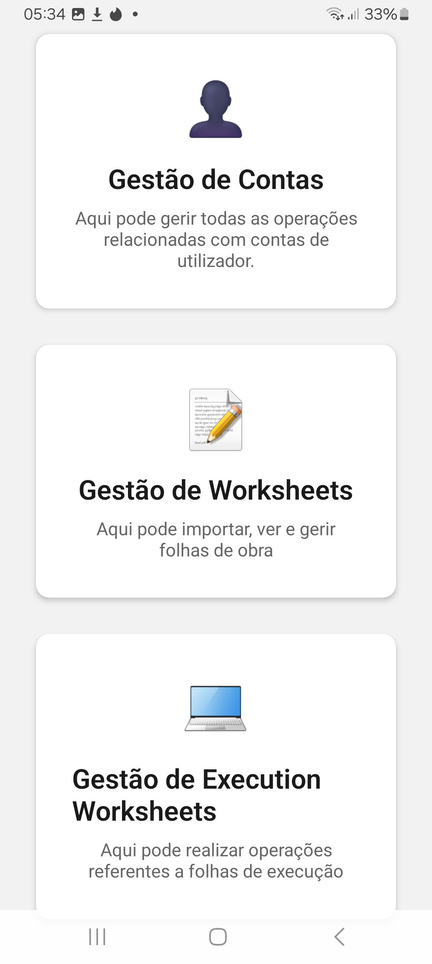 05:34 33%
Gestão de Contas
Aqui pode gerir todas as operações
relacionadas com contas de
utilizador.
Gestão de Worksheets
Aqui pode importar, ver e gerir
folhas de obra
Gestão de Execution
Worksheets
Aqui pode realizar operações
referentes a folhas de execução